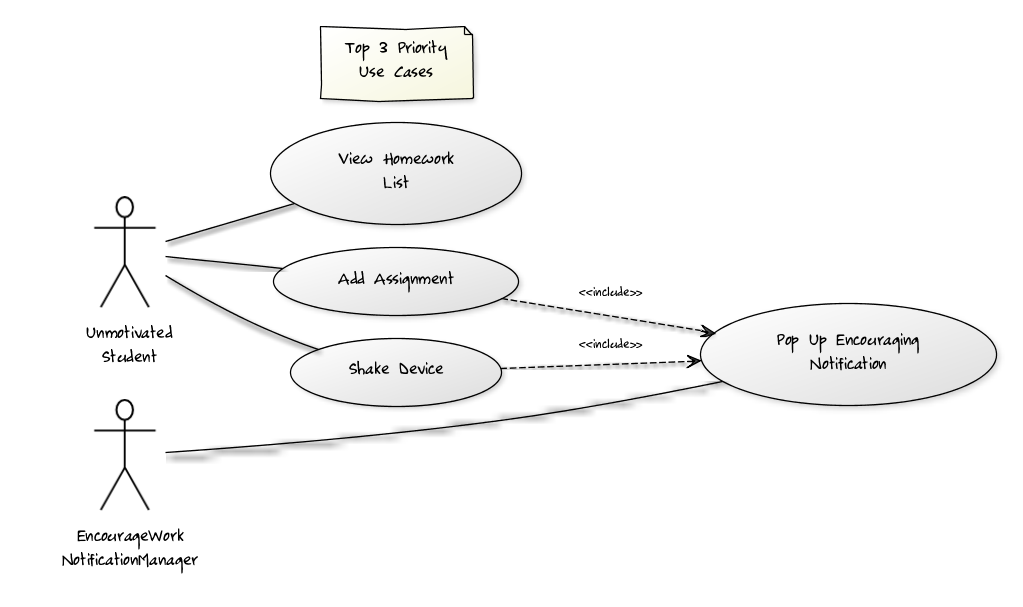 Top 3 Priority
Use Cases
View Homework
List
Add Assignment
<<include>>
Shake Device
<<include>>
Pop Up Encouraging
Notification
Unmotivated
Student
EncourageWork
NotificationManager